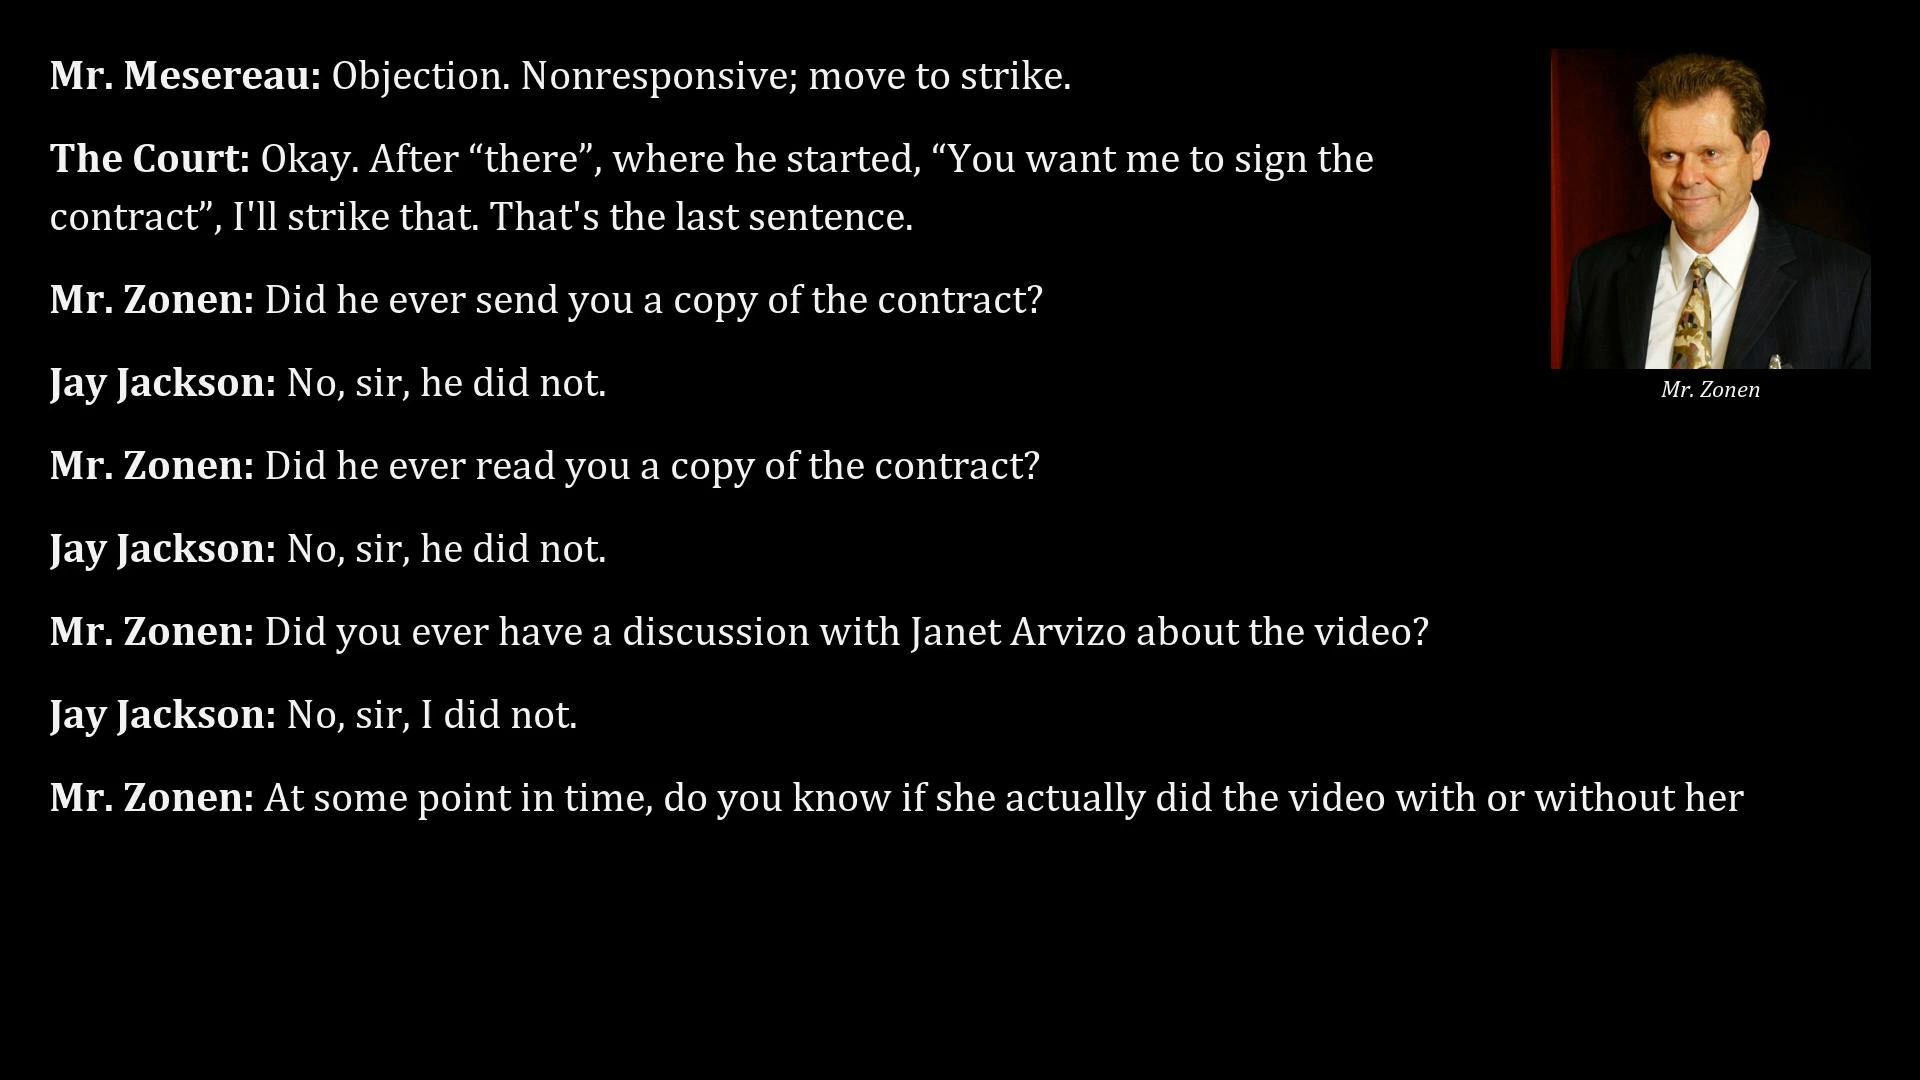 Mr. Mesereau: Objection. Nonresponsive; move to strike.
The Court: Okay. After “there”, where he started, “You want me to sign the
contract”, I'll strike that. That's the last sentence.
Mr. Zonen: Did he ever send you a copy of the contract?
Jay Jackson: No, sir, he did not.
Mr. Zonen: Did he ever read you a copy of the contract?
Jay Jackson: No, sir, he did not.
Mr. Zonen: Did you ever have a discussion with Janet Arvizo about the video?
Jay Jackson: No, sir, I did not.
Mr. Zonen: At some point in time, do you know if she actually did the video with or without her
Mr. Zonen